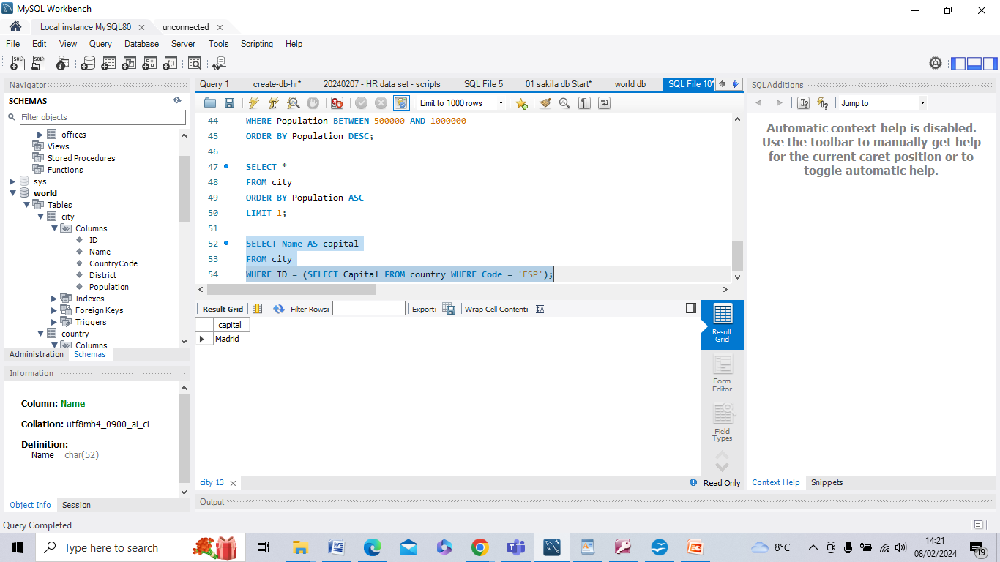 MySQL Workbench
Local instance MySQL80
unconnected
File Edit View Query Database Server Tools Scripting Help
Navigator
SCHEMAS
Filter objects
offices
Views
Stored Procedures
Functions
sys
world
Tables
city
Columns
ID
Name
CountryCode
District
Population
Indexes
Foreign Keys
Triggers
country
Columns
Administration Schemas
Information
Column: Name
Collation: utf8mb4_0900_ai_ci
Definition:
Name char(52)
Object Info Session
Query Completed
Query 1 create-db-hr* 20240207 - HR data set - scripts SQL File 5 01 sakila db Start* world db SQL File 10*
Limit to 1000 rows
44 WHERE Population BETWEEN 500000 AND 1000000
45 ORDER BY Population DESC;
46
47 SELECT *
48 FROM city
49 ORDER BY Population ASC
50 LIMIT 1;
51
52 SELECT Name AS capital
53 FROM city
54 WHERE ID = (SELECT Capital FROM country WHERE Code = 'ESP');
Result Grid Filter Rows: Export: Wrap Cell Content:
capital
Madrid
Result
Grid
Form
Editor
Field
Types
city 13
Read Only
Output
SQLAdditions
Jump to
Automatic context help is disabled.
Use the toolbar to manually get help
for the current caret position or to
toggle automatic help.
Context Help Snippets
Type here to search
8°C
14:21
08/02/2024
19